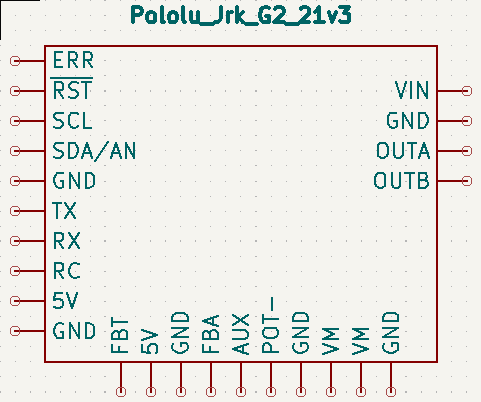 Pololu_Jrk_G2_21v3
ERR
RST
SCL
SDA/AN
GND
TX
RX
RC
5V
GND
VIN
GND
OUTA
OUTB
FBT
5V
GND
FBA
AUX
POT-
GND
VM
VM
GND